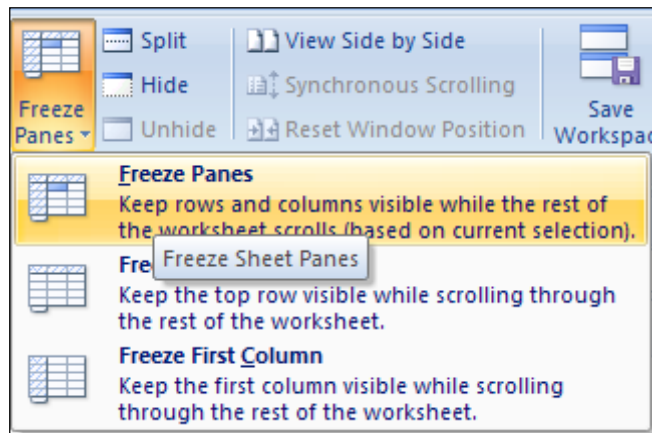 Freeze
Panes
Split
Hide
Unhide
View Side by Side
Synchronous Scrolling
Reset Window Position
Save
Workspac
Freeze Panes
Keep rows and columns visible while the rest of
the worksheet scrolls (based on current selection).
Freeze Sheet Panes
Fre
Keep the top row visible while scrolling through
the rest of the worksheet.
Freeze First Column
Keep the first column visible while scrolling
through the rest of the worksheet.